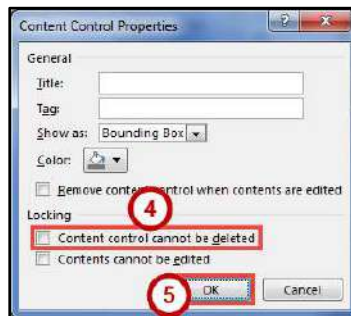 Content Control Properties
General
Title:
Tag:
Show as: Bounding Box
Color:
Remove content control when contents are edited
4
Locking
Content control cannot be deleted
Contents cannot be edited
5
OK Cancel